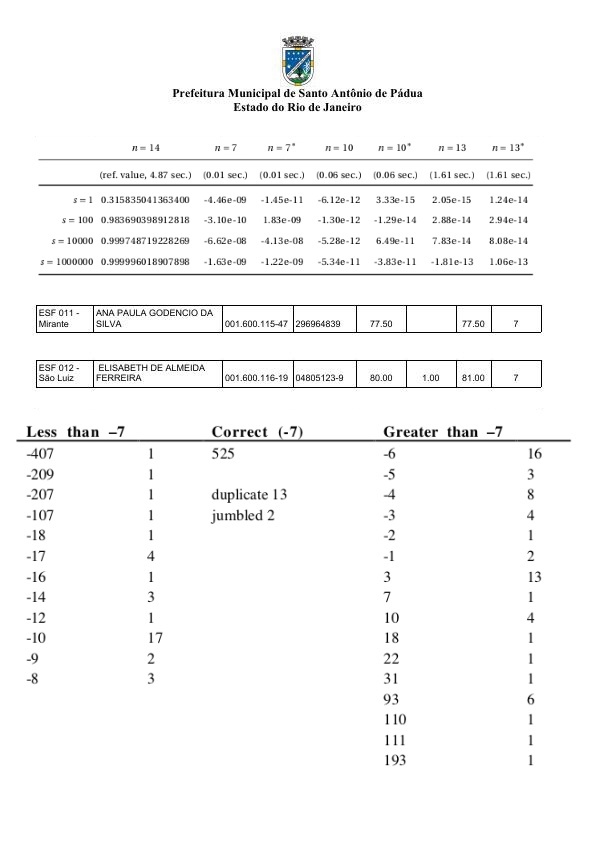 Prefeitura Municipal de Santo Antônio de Pádua
Estado do Rio de Janeiro
n = 14 n = 7 n = 7* n = 10 n = 10* n = 13 n = 13*
(ref. value, 4.87 sec.) (0.01 sec.) (0.01 sec.) (0.06 sec.) (0.06 sec.) (1.61 sec.) (1.61 sec.)
s = 1 0.315835041363400 -4.46e-09 -1.45e-11 -6.12e-12 3.33e-15 2.05e-15 1.24e-14
s = 100 0.983690398912818 -3.10e-10 1.83e-09 -1.30e-12 -1.29e-14 2.88e-14 2.94e-14
s = 10000 0.999748719228269 -6.62e-08 -4.13e-08 -5.28e-12 6.49e-11 7.83e-14 8.08e-14
s = 1000000 0.999996018907898 -1.63e-09 -1.22e-09 -5.34e-11 -3.83e-11 -1.81e-13 1.06e-13
ESF 011 - ANA PAULA GODENCIO DA
Mirante SILVA 001.600.115-47 296964839 77.50 77.50 7
ESF 012 - ELISABETH DE ALMEIDA
São Luiz FERREIRA 001.600.116-19 04805123-9 80.00 1.00 81.00 7
Less than –7 Correct (-7) Greater than –7
-407 1 525 -6 16
-209 1 -5 3
-207 1 duplicate 13 -4 8
-107 1 jumbled 2 -3 4
-18 1 -2 1
-17 4 -1 2
-16 1 3 13
-14 3 7 1
-12 1 10 4
-10 17 18 1
-9 2 22 1
-8 3 31 1
93 6
110 1
111 1
193 1